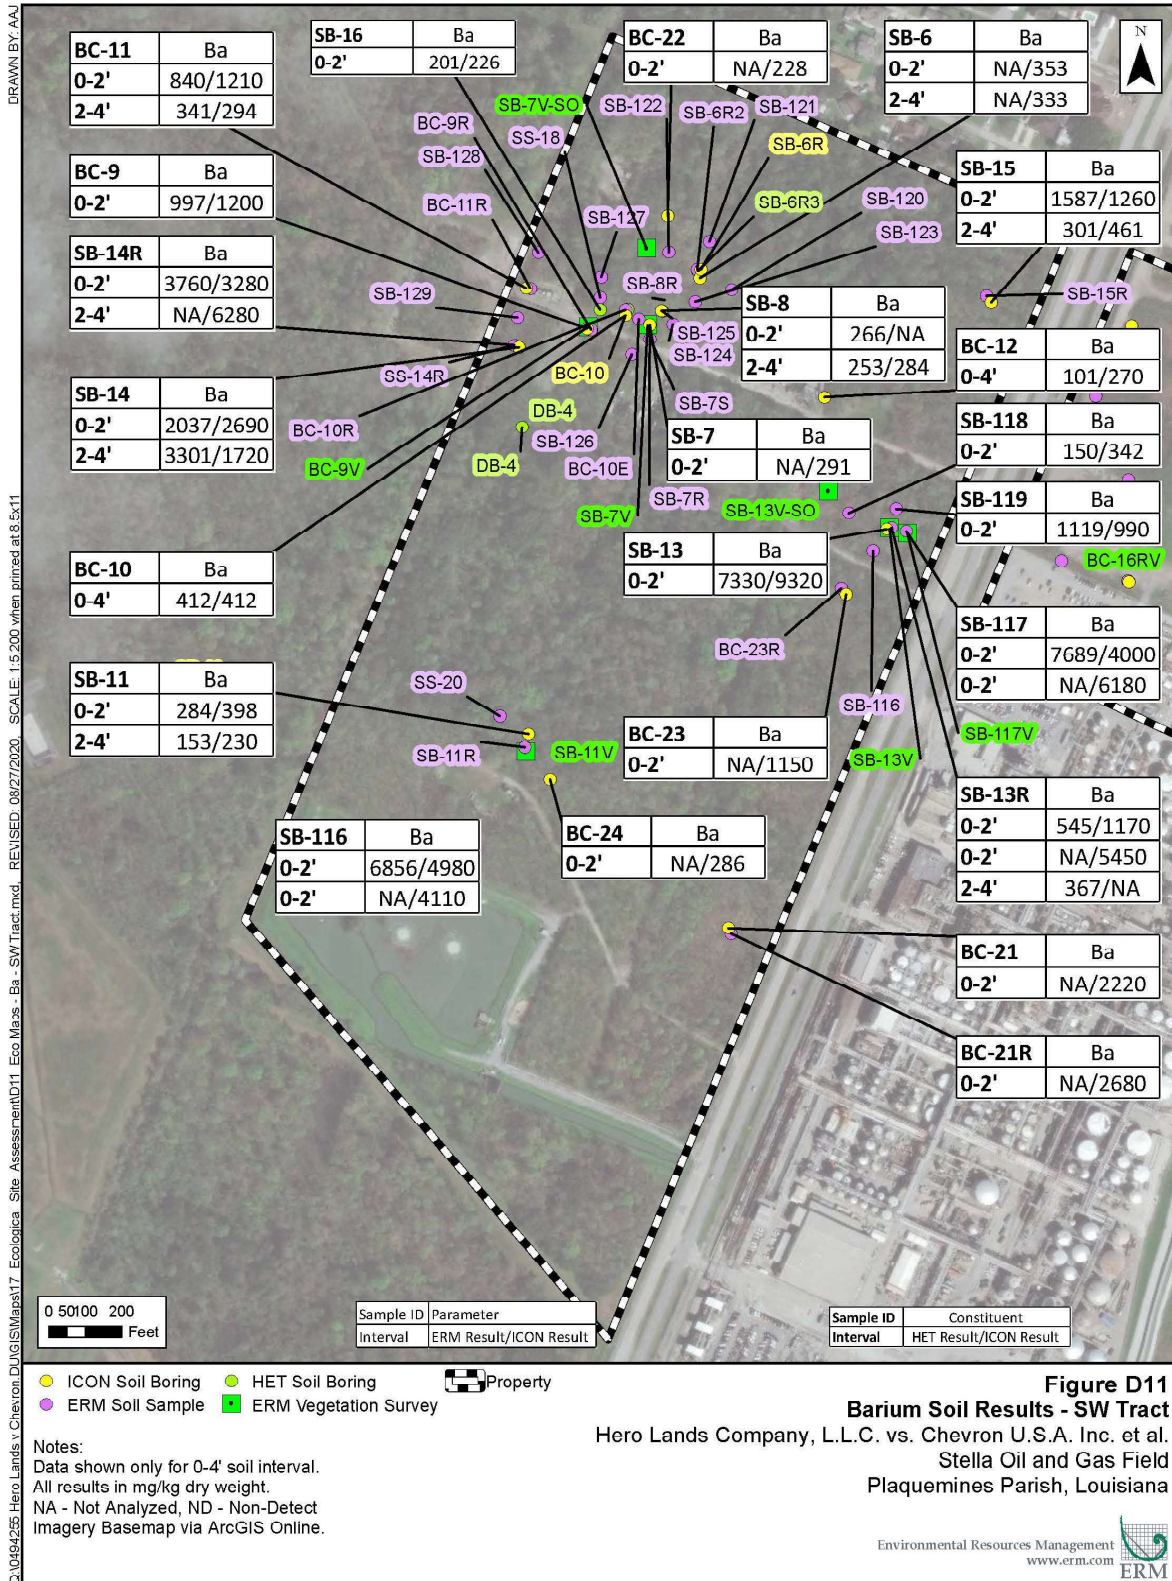 DRAWN BY: AAJ
REVISED: 08/27/2020, SCALE: 1:5,200 when printed at 8.5x11
N
BC-11 Ba
0-2' 840/1210
2-4' 341/294
SB-16 Ba
0-2' 201/226
BC-22 Ba
0-2' NA/228
SB-6 Ba
0-2' NA/353
2-4' NA/333
SB-7V-SO
SB-122
SB-6R2
SB-121
BC-9R
SS-18
SB-128
SB-6R
BC-9 Ba
0-2' 997/1200
SB-15 Ba
0-2' 1587/1260
2-4' 301/461
BC-11R
SB-127
SB-6R3
SB-120
SB-123
SB-14R Ba
0-2' 3760/3280
2-4' NA/6280
SB-129
SB-8R
SB-15R
SB-8 Ba
0-2' 266/NA
2-4' 253/284
SB-125
SB-124
BC-12 Ba
0-4' 101/270
SS-14R
BC-10
SB-14 Ba
0-2' 2037/2690
2-4' 3301/1720
SB-7S
DB-4
BC-10R
SB-126
SB-7 Ba
0-2' NA/291
SB-118 Ba
0-2' 150/342
BC-9V
DB-4
BC-10E
SB-7R
SB-7V
SB-13V-SO
SB-119 Ba
0-2' 1119/990
SB-13 Ba
0-2' 7330/9320
BC-16RV
BC-10 Ba
0-4' 412/412
SB-117 Ba
0-2' 7689/4000
0-2' NA/6180
BC-23R
SB-11 Ba
0-2' 284/398
2-4' 153/230
SS-20
SB-116
BC-23 Ba
0-2' NA/1150
SB-117V
SB-11R
SB-11V
SB-13V
SB-13R Ba
0-2' 545/1170
0-2' NA/5450
2-4' 367/NA
SB-116 Ba
0-2' 6856/4980
0-2' NA/4110
BC-24 Ba
0-2' NA/286
BC-21 Ba
0-2' NA/2220
BC-21R Ba
0-2' NA/2680
0 50100 200
Feet
Sample ID Parameter
Interval ERM Result/ICON Result
Sample ID Constituent
Interval HET Result/ICON Result
ICON Soil Boring
HET Soil Boring
Property
ERM Soil Sample
ERM Vegetation Survey
Notes:
Data shown only for 0-4' soil interval.
All results in mg/kg dry weight.
NA - Not Analyzed, ND - Non-Detect
Imagery Basemap via ArcGIS Online.
Figure D11
Barium Soil Results - SW Tract
Hero Lands Company, L.L.C. vs. Chevron U.S.A. Inc. et al.
Stella Oil and Gas Field
Plaquemines Parish, Louisiana
Environmental Resources Management
www.erm.com
ERM